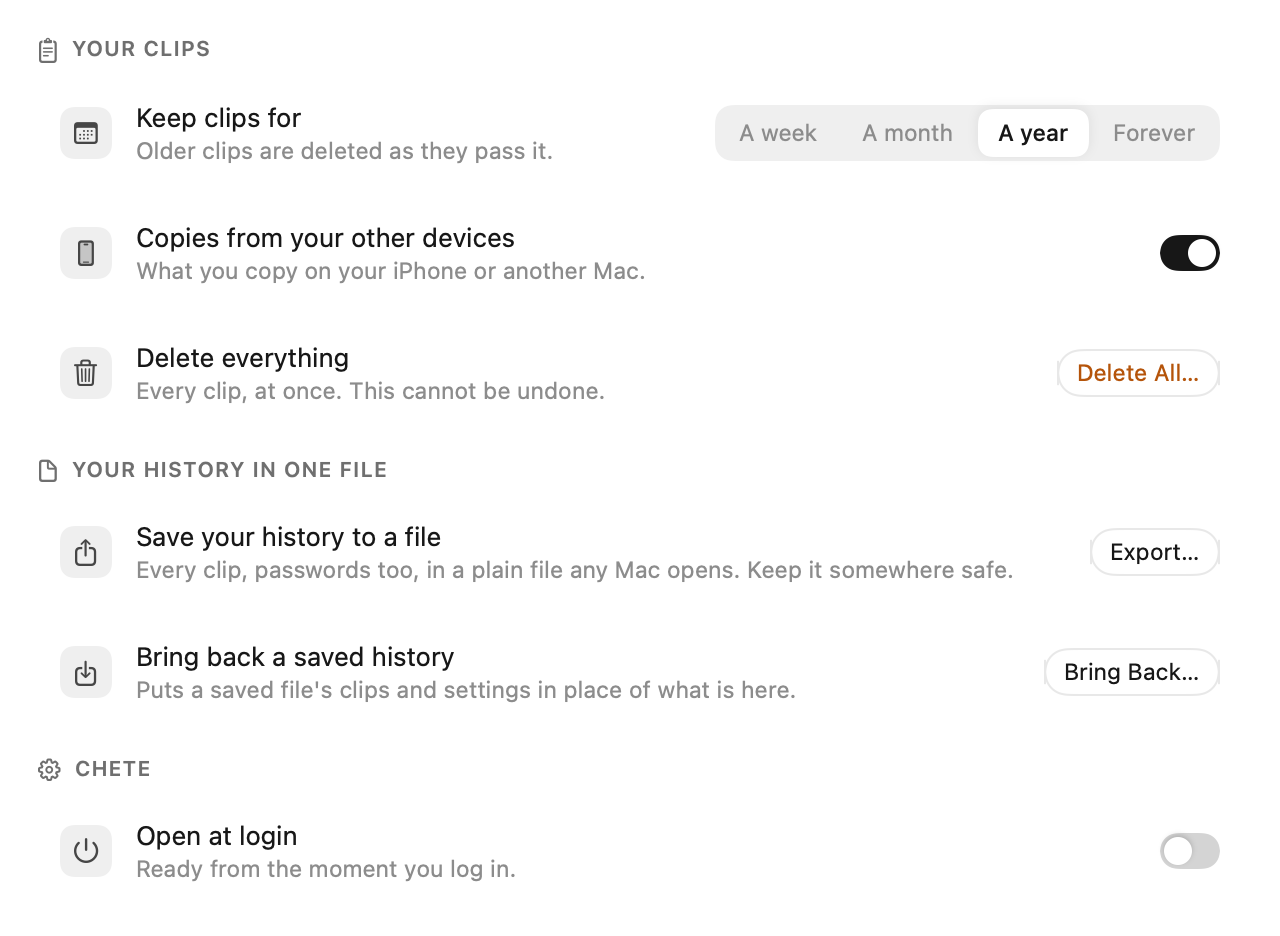 YOUR CLIPS
Keep clips for
Older clips are deleted as they pass it.
A week A month A year Forever
Copies from your other devices
What you copy on your iPhone or another Mac.
Delete everything
Every clip, at once. This cannot be undone.
Delete All...
YOUR HISTORY IN ONE FILE
Save your history to a file
Every clip, passwords too, in a plain file any Mac opens. Keep it somewhere safe.
Export...
Bring back a saved history
Puts a saved file's clips and settings in place of what is here.
Bring Back...
CHETE
Open at login
Ready from the moment you log in.